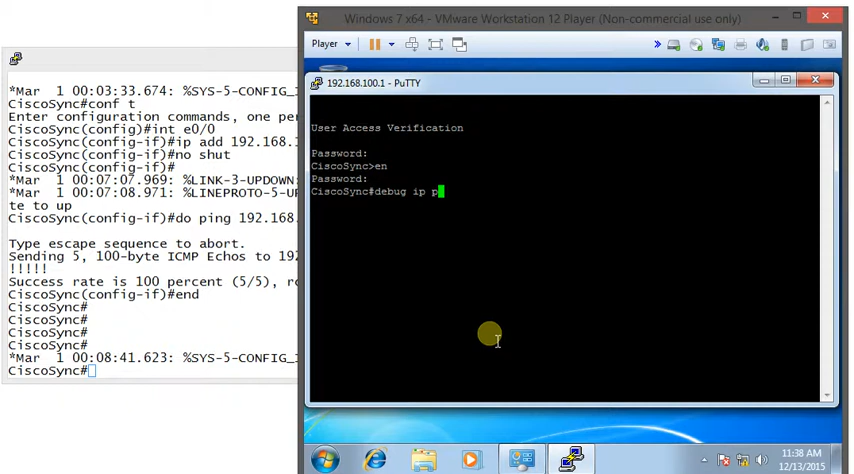 Windows 7 x64 - VMware Workstation 12 Player (Non-commercial use only)
Player
192.168.100.1 - PuTTY
*Mar  1 00:03:33.674: %SYS-5-CONFIG_I
CiscoSync#conf t
Enter configuration commands, one per
CiscoSync(config)#int e0/0
CiscoSync(config-if)#ip add 192.168.1
CiscoSync(config-if)#no shut
CiscoSync(config-if)#
*Mar  1 00:07:07.969: %LINK-3-UPDOWN:
*Mar  1 00:07:08.971: %LINEPROTO-5-UP
te to up
CiscoSync(config-if)#do ping 192.168.
Type escape sequence to abort.
Sending 5, 100-byte ICMP Echos to 192
!!!!!
Success rate is 100 percent (5/5), ro
CiscoSync(config-if)#end
CiscoSync#
CiscoSync#
CiscoSync#
CiscoSync#
*Mar  1 00:08:41.623: %SYS-5-CONFIG_I
CiscoSync#
User Access Verification
Password:
CiscoSync>en
Password:
CiscoSync#debug ip p
11:38 AM
12/13/2015